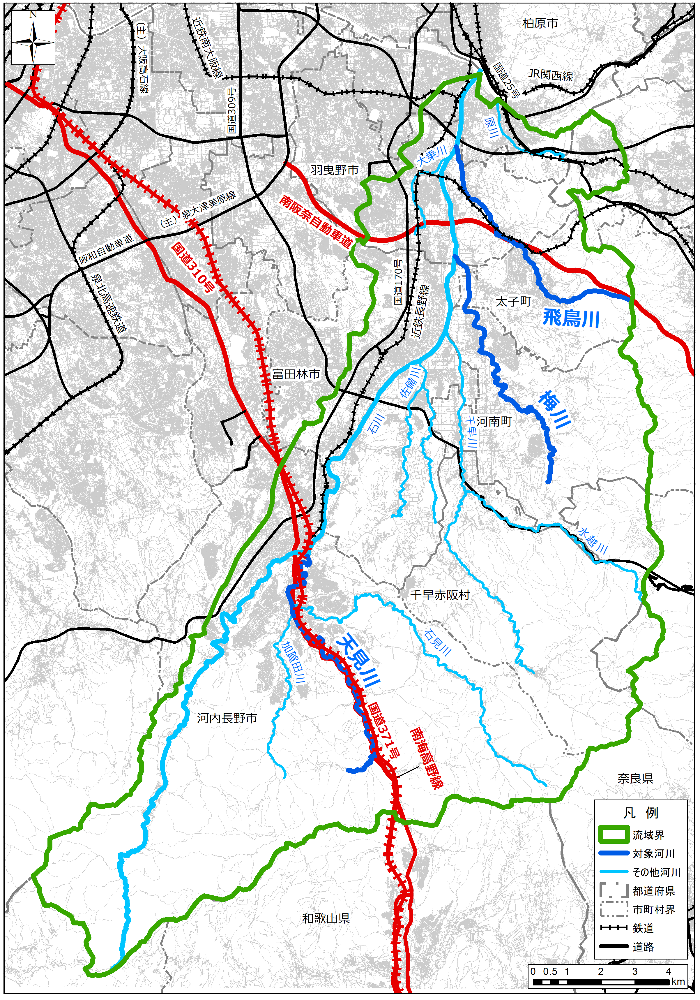 N
柏原市
(主) 大阪高石線
近鉄南大阪線
国道25号
JR関西線
国道309号
原川
大乗川
羽曳野市
(主) 泉大津美原線
南阪奈自動車道
阪和自動車道
国道310号
国道170号
泉北高速鉄道
近鉄長野線
太子町
飛鳥川
富田林市
佐備川
梅川
石川
千早川
河南町
水越川
千早赤阪村
石見川
天見川
加賀田川
国道371号
河内長野市
南海高野線
奈良県
和歌山県
凡 例
流域界
対象河川
その他河川
都道府県
市町村界
鉄道
道路
0 0.5 1 2 3 4
km